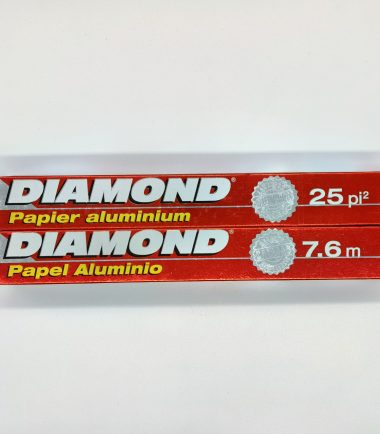 DIAMOND®
Papier aluminium
25 pi²
DIAMOND®
Papel Aluminio
7.6 m